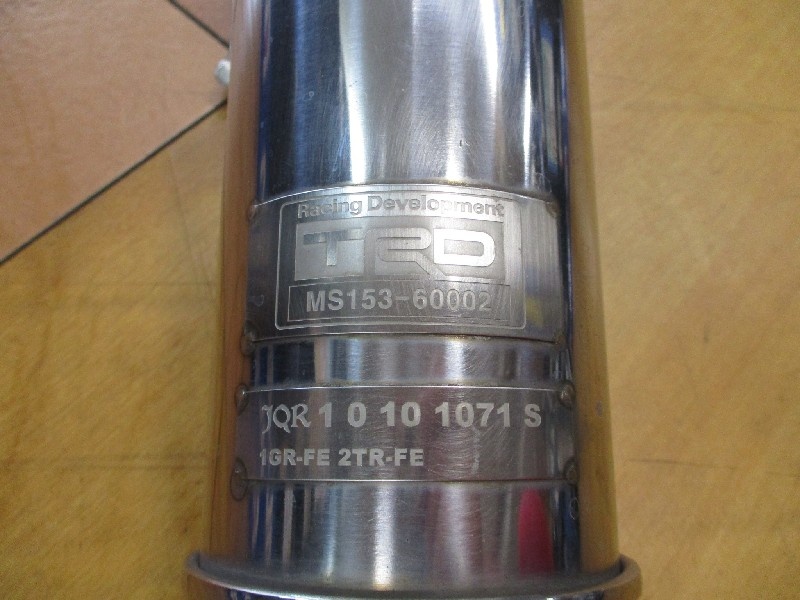 Racing Development
TRD
MS153-60002
JQR 1 0 10 1071 S
1GR-FE 2TR-FE